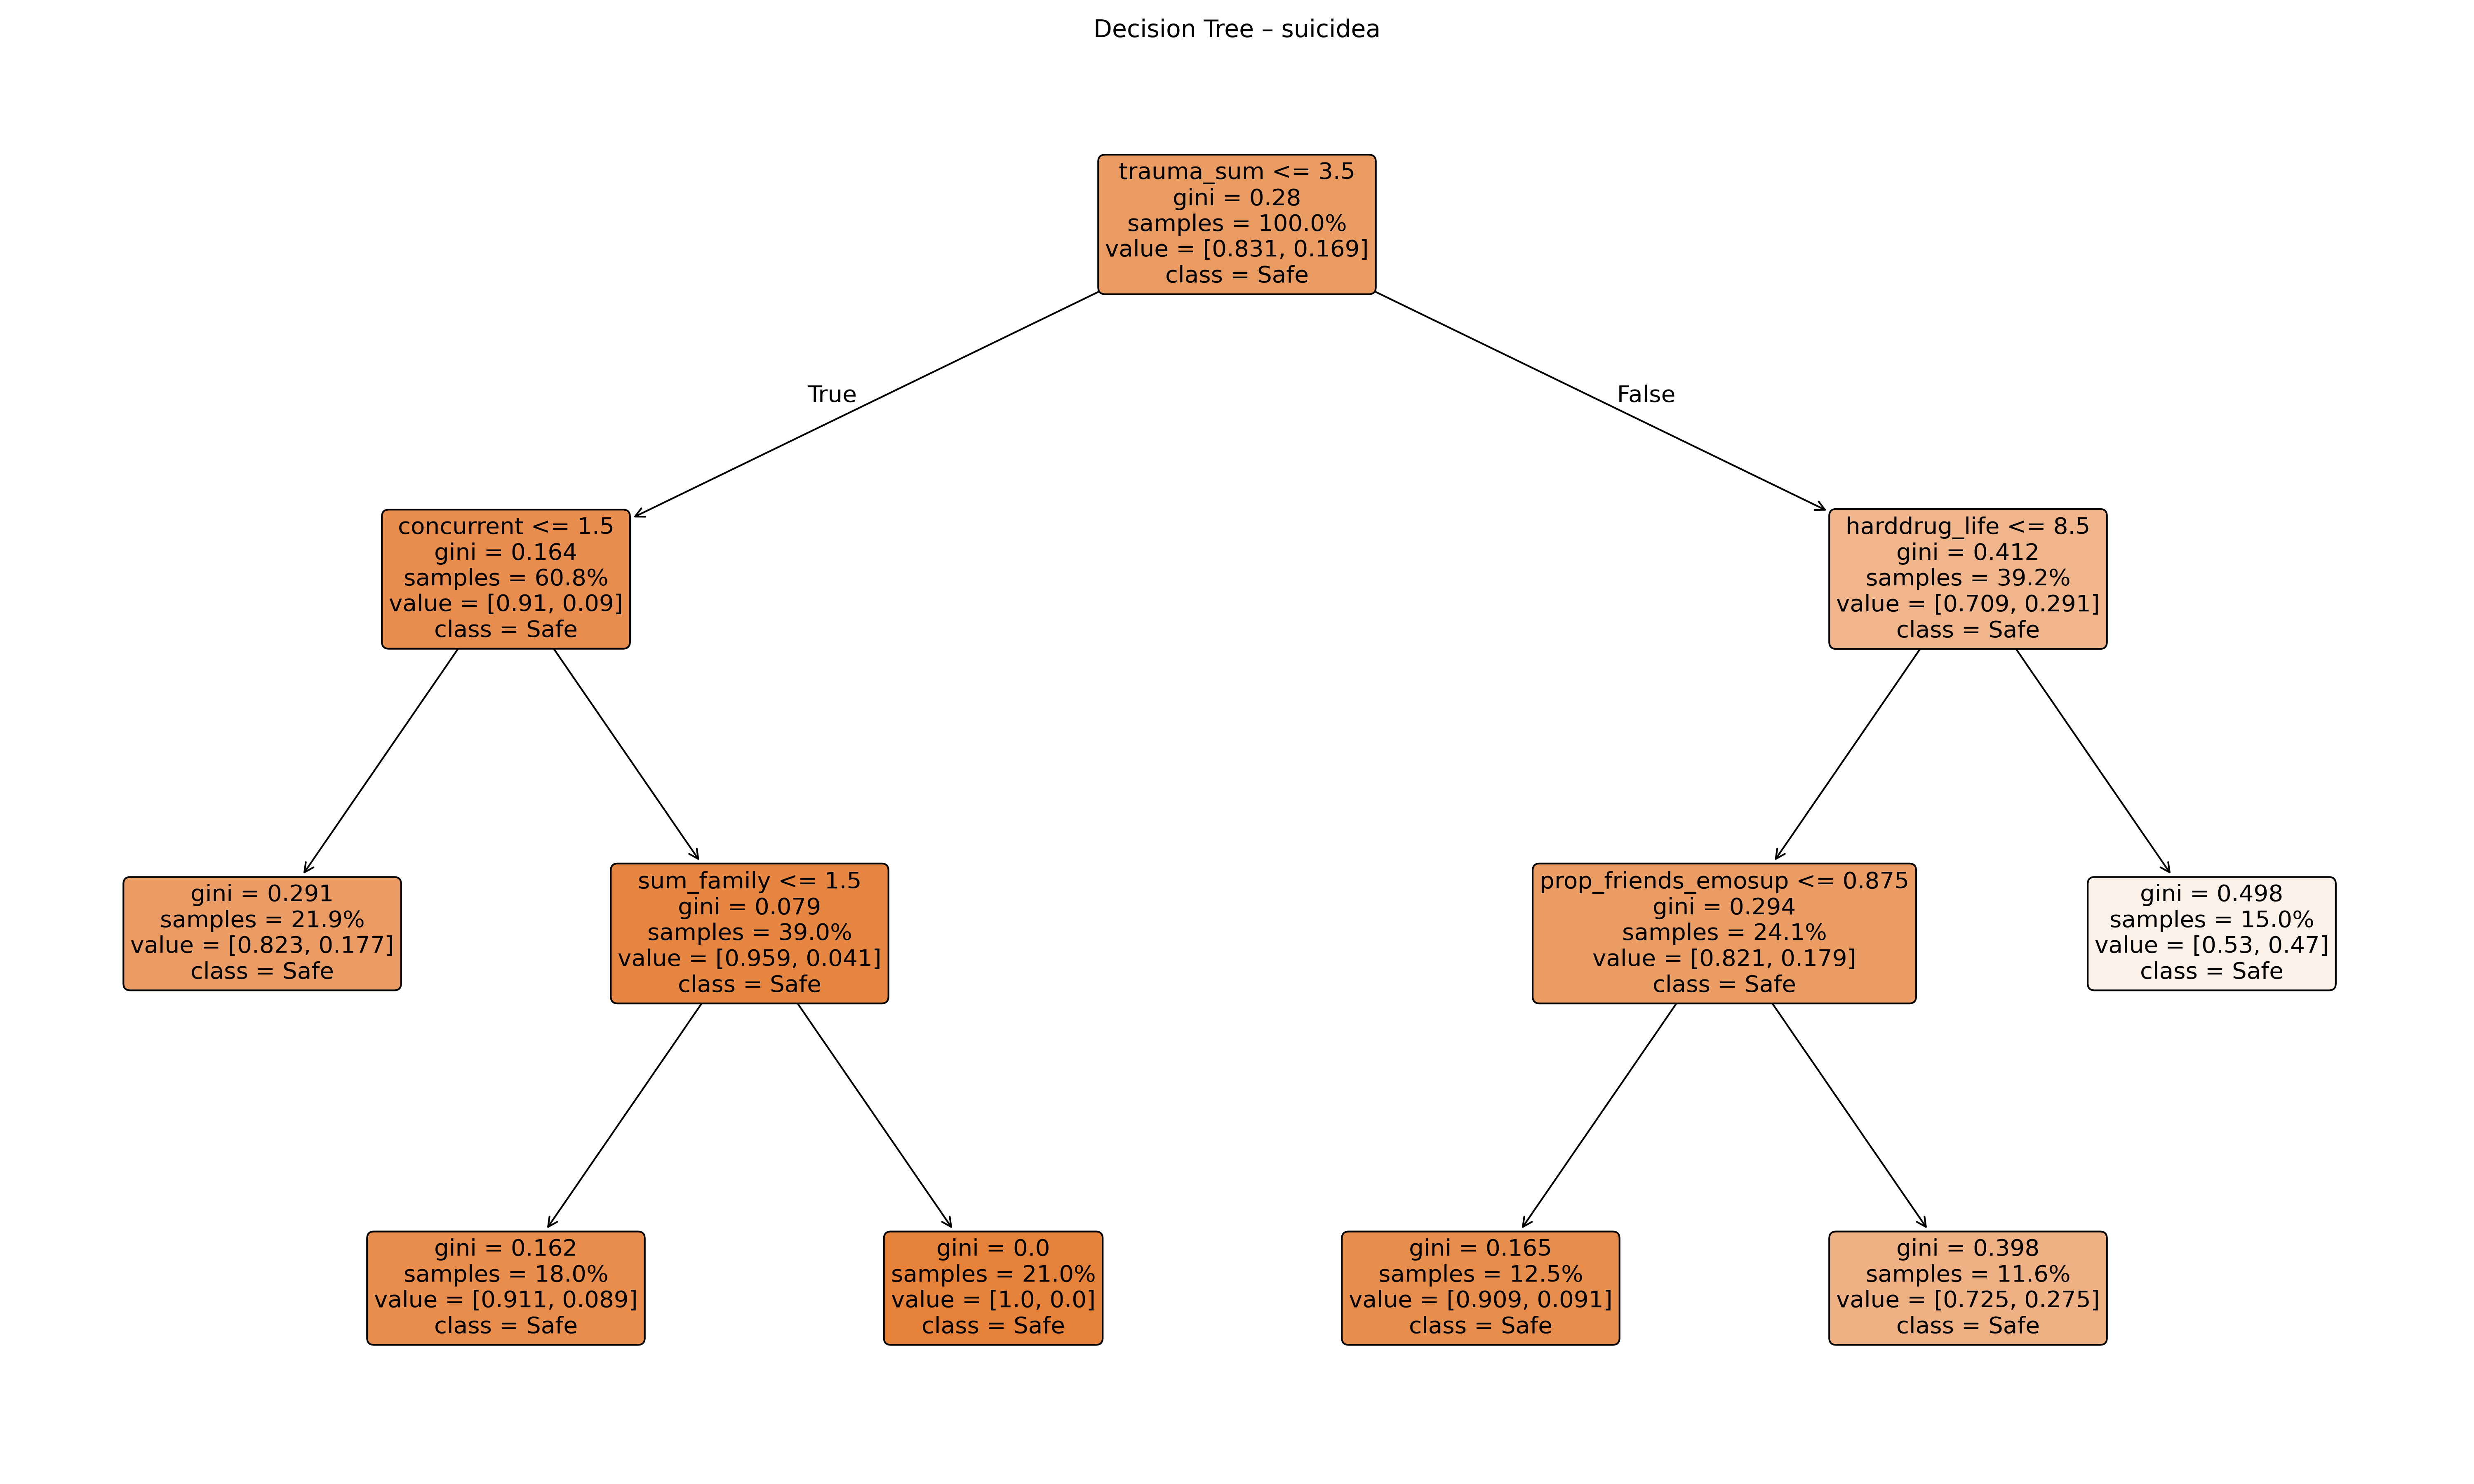 Decision Tree – suicidea
trauma_sum <= 3.5
gini = 0.28
samples = 100.0%
value = [0.831, 0.169]
class = Safe
True
False
concurrent <= 1.5
gini = 0.164
samples = 60.8%
value = [0.91, 0.09]
class = Safe
harddrug_life <= 8.5
gini = 0.412
samples = 39.2%
value = [0.709, 0.291]
class = Safe
gini = 0.291
samples = 21.9%
value = [0.823, 0.177]
class = Safe
sum_family <= 1.5
gini = 0.079
samples = 39.0%
value = [0.959, 0.041]
class = Safe
prop_friends_emosup <= 0.875
gini = 0.294
samples = 24.1%
value = [0.821, 0.179]
class = Safe
gini = 0.498
samples = 15.0%
value = [0.53, 0.47]
class = Safe
gini = 0.162
samples = 18.0%
value = [0.911, 0.089]
class = Safe
gini = 0.0
samples = 21.0%
value = [1.0, 0.0]
class = Safe
gini = 0.165
samples = 12.5%
value = [0.909, 0.091]
class = Safe
gini = 0.398
samples = 11.6%
value = [0.725, 0.275]
class = Safe